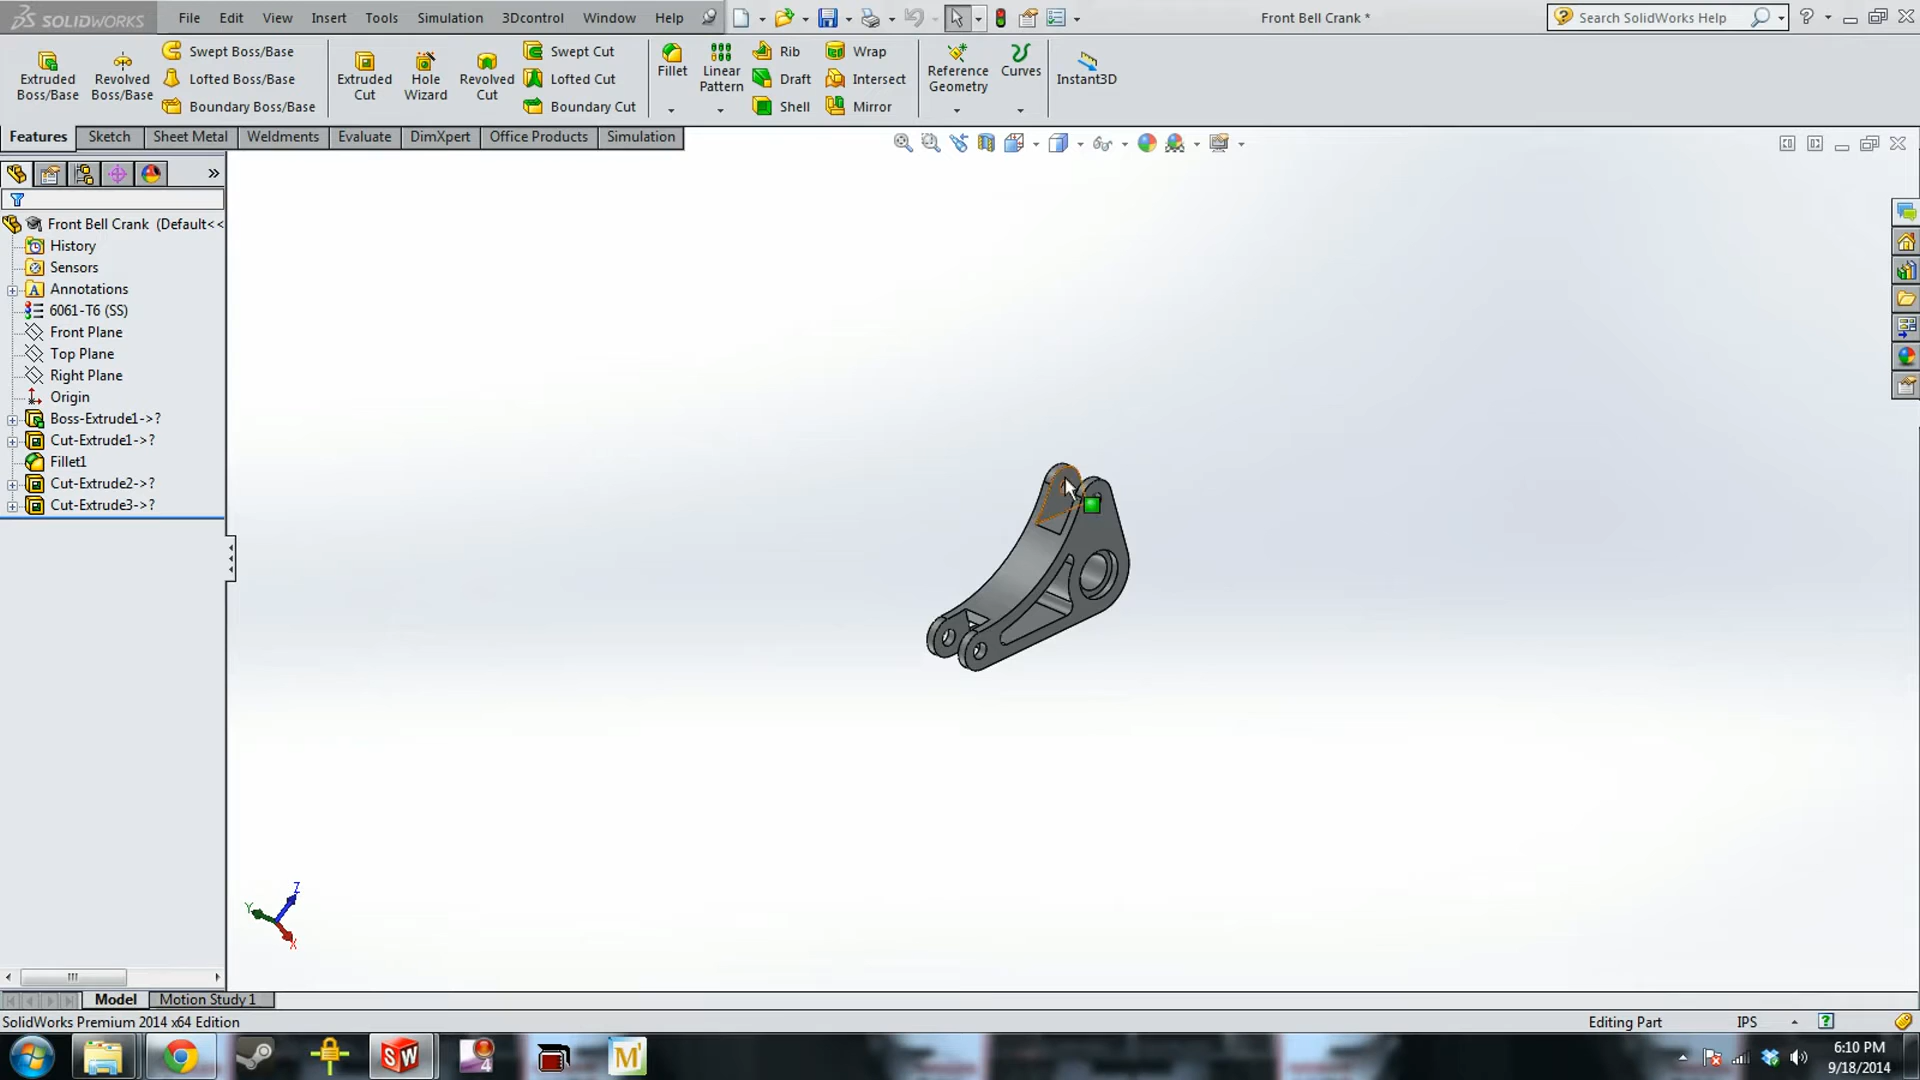 SOLIDWORKS File Edit View Insert Tools Simulation 3Dcontrol Window Help Front Bell Crank * Search SolidWorks Help
Extruded Boss/Base
Revolved Boss/Base
Swept Boss/Base
Lofted Boss/Base
Boundary Boss/Base
Extruded Cut
Hole Wizard
Revolved Cut
Swept Cut
Lofted Cut
Boundary Cut
Fillet
Linear Pattern
Rib
Draft
Shell
Wrap
Intersect
Mirror
Reference Geometry
Curves
Instant3D
Features Sketch Sheet Metal Weldments Evaluate DimXpert Office Products Simulation
Front Bell Crank (Default<<
History
Sensors
Annotations
6061-T6 (SS)
Front Plane
Top Plane
Right Plane
Origin
Boss-Extrude1->?
Cut-Extrude1->?
Fillet1
Cut-Extrude2->?
Cut-Extrude3->?
Z
Y
X
Model Motion Study 1
SolidWorks Premium 2014 x64 Edition Editing Part IPS
SW 4 M
6:10 PM
9/18/2014